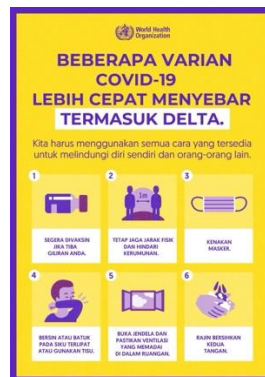 World Health
Organization
BEBERAPA VARIAN
COVID-19
LEBIH CEPAT MENYEBAR
TERMASUK DELTA.
Kita harus menggunakan semua cara yang tersedia
untuk melindungi diri sendiri dan orang-orang lain.
1
SEGERA DIVAKSIN
JIKA TIBA
GILIRAN ANDA.
2
1m
TETAP JAGA JARAK FISIK
DAN HINDARI
KERUMUNAN.
3
KENAKAN
MASKER.
4
BERSIN ATAU BATUK
PADA SIKU TERLIPAT
ATAU GUNAKAN TISU.
5
BUKA JENDELA DAN
PASTIKAN VENTILASI
YANG MEMADAI
DI DALAM RUANGAN.
6
RAJIN BERSIHKAN
KEDUA
TANGAN.